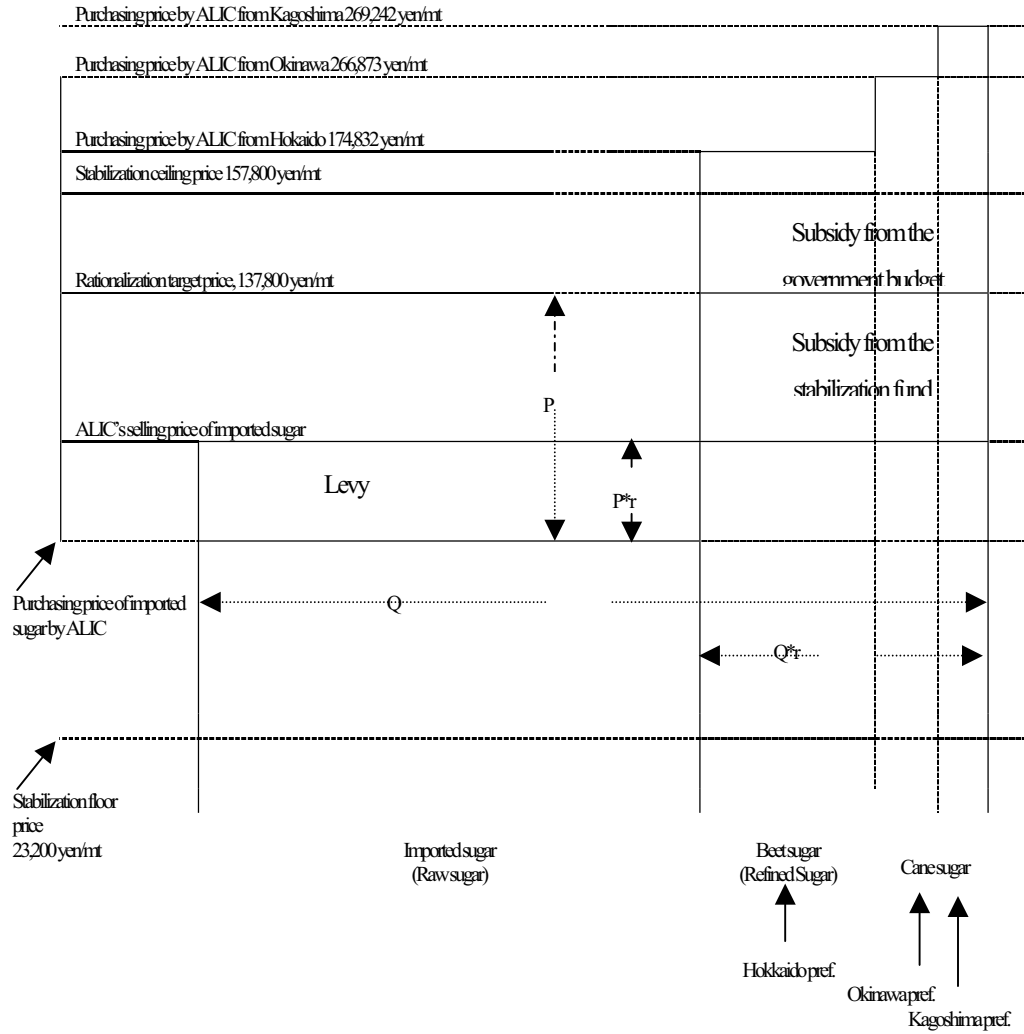 Purchasing price by ALIC from Kagoshima 269,242 yen/mt
Purchasing price by ALIC from Okinawa 266,873 yen/mt
Purchasing price by ALIC from Hokaido 174,832 yen/mt
Stabilization ceiling price 157,800 yen/mt
Subsidy from the
government budget
Rationalization target price, 137,800 yen/mt
Subsidy from the
stabilization fund
P
ALIC's selling price of imported sugar
Levy
P*r
Purchasing price of imported
sugar by ALIC
Q
Q*r
Stabilization floor
price
23,200 yen/mt
Imported sugar
(Raw sugar)
Beet sugar
(Refined Sugar)
Cane sugar
Hokkaido pref.
Okinawa pref.
Kagoshima pref.